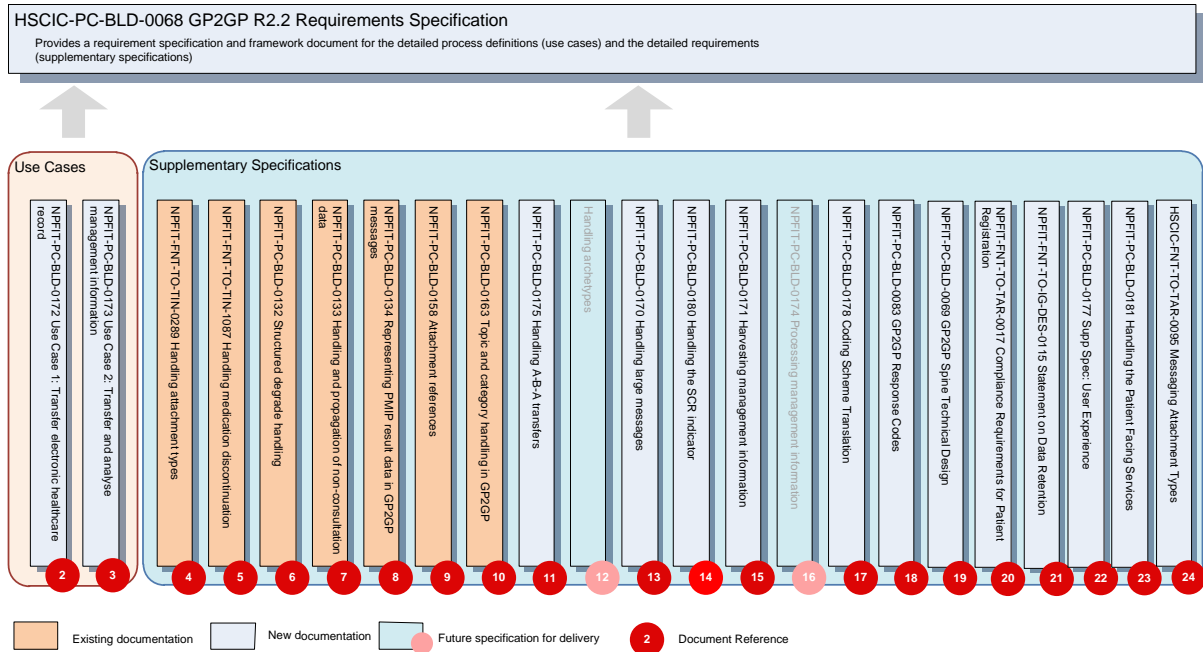 HSCIC-PC-BLD-0068 GP2GP R2.2 Requirements Specification
Provides a requirement specification and framework document for the detailed process definitions (use cases) and the detailed requirements
(supplementary specifications)
Use Cases
NPFIT-PC-BLD-0172 Use Case 1: Transfer electronic healthcare
record
2
NPFIT-PC-BLD-0173 Use Case 2: Transfer and analyse
management information
3
Supplementary Specifications
NPFIT-FNT-TO-TIN-0289 Handling attachment types
4
NPFIT-FNT-TO-TIN-1087 Handling medication discontinuation
5
NPFIT-PC-BLD-0132 Structured degrade handling
6
NPFIT-PC-BLD-0133 Handling and propagation of non-consultation
data
7
NPFIT-PC-BLD-0134 Representing PMIP result data in GP2GP
messages
8
NPFIT-PC-BLD-0158 Attachment references
9
NPFIT-PC-BLD-0163 Topic and category handling in GP2GP
10
NPFIT-PC-BLD-0175 Handling A-B-A transfers
11
Handling archetypes
12
NPFIT-PC-BLD-0170 Handling large messages
13
NPFIT-PC-BLD-0180 Handling the SCR indicator
14
NPFIT-PC-BLD-0171 Harvesting management information
15
NPFIT-PC-BLD-0174 Processing management information
16
NPFIT-PC-BLD-0178 Coding Scheme Translation
17
NPFIT-PC-BLD-0083 GP2GP Response Codes
18
NPFIT-PC-BLD-0069 GP2GP Spine Technical Design
19
NPFIT-FNT-TO-TAR-0017 Compliance Requirements for Patient
Registration
20
NPFIT-FNT-TO-IG-DES-0115 Statement on Data Retention
21
NPFIT-PC-BLD-0177 Supp Spec: User Experience
22
NPFIT-PC-BLD-0181 Handling the Patient Facing Services
23
HSCIC-FNT-TO-TAR-0095 Messaging Attachment Types
24
Existing documentation
New documentation
Future specification for delivery
2
Document Reference